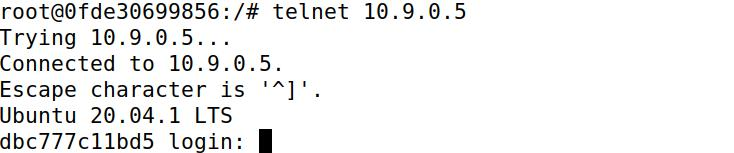 root@0fde30699856:/# telnet 10.9.0.5
Trying 10.9.0.5...
Connected to 10.9.0.5.
Escape character is '^]'.
Ubuntu 20.04.1 LTS
dbc777c11bd5 login: